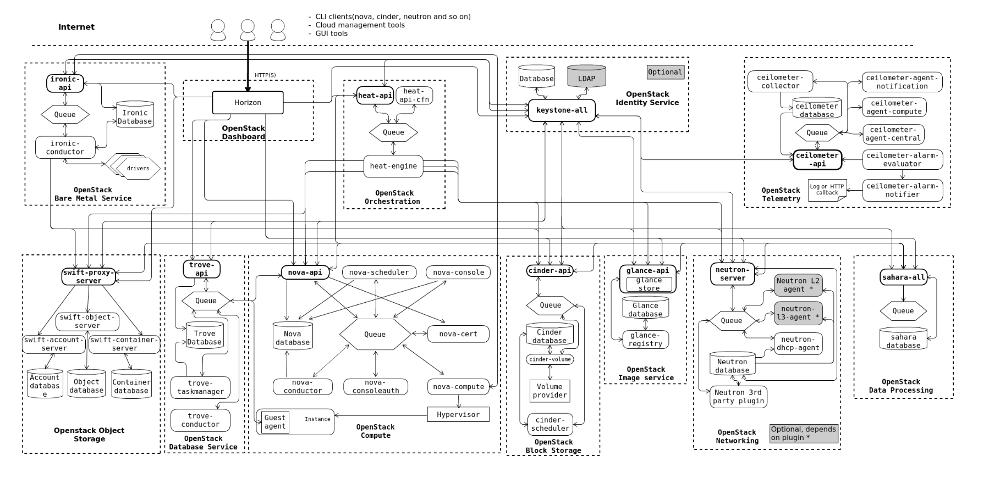 Internet
- CLI clients(nova, cinder, neutron and so on)
- Cloud management tools
- GUI tools
HTTP(S)
ironic-
api
Queue
Ironic
Database
ironic-
conductor
drivers
OpenStack
Bare Metal Service
Horizon
OpenStack
Dashboard
heat-api
heat-
api-cfn
Queue
heat-engine
OpenStack
Orchestration
Database
LDAP
Optional
OpenStack
Identity Service
keystone-all
ceilometer-
collector
ceilometer-agent-
notification
ceilometer
database
ceilometer-
agent-compute
Queue
ceilometer-
agent-central
ceilometer
-api
ceilometer-alarm-
evaluator
Log or HTTP
callback
ceilometer-alarm-
notifier
OpenStack
Telemetry
swift-proxy-
server
swift-object-
server
swift-account-
server
swift-container-
server
Account
databas
e
Object
database
Container
database
Openstack Object
Storage
trove-
api
Queue
Trove
Database
trove-
taskmanager
trove-
conductor
OpenStack
Database Service
nova-api
nova-scheduler
nova-console
Nova
database
Queue
nova-cert
nova-
conductor
nova-
consoleauth
nova-compute
Hypervisor
Guest
agent
Instance
OpenStack
Compute
cinder-api
Queue
Cinder
database
cinder-volume
Volume
provider
cinder-
scheduler
OpenStack
Block Storage
glance-api
glance
store
Glance
database
glance-
registry
OpenStack
Image service
neutron-
server
Neutron L2
agent *
Queue
neutron-
l3-agent *
neutron-
dhcp-agent
Neutron
database
Neutron 3rd
party plugin
OpenStack
Networking
Optional, depends
on plugin *
sahara-all
Queue
sahara
database
OpenStack
Data Processing